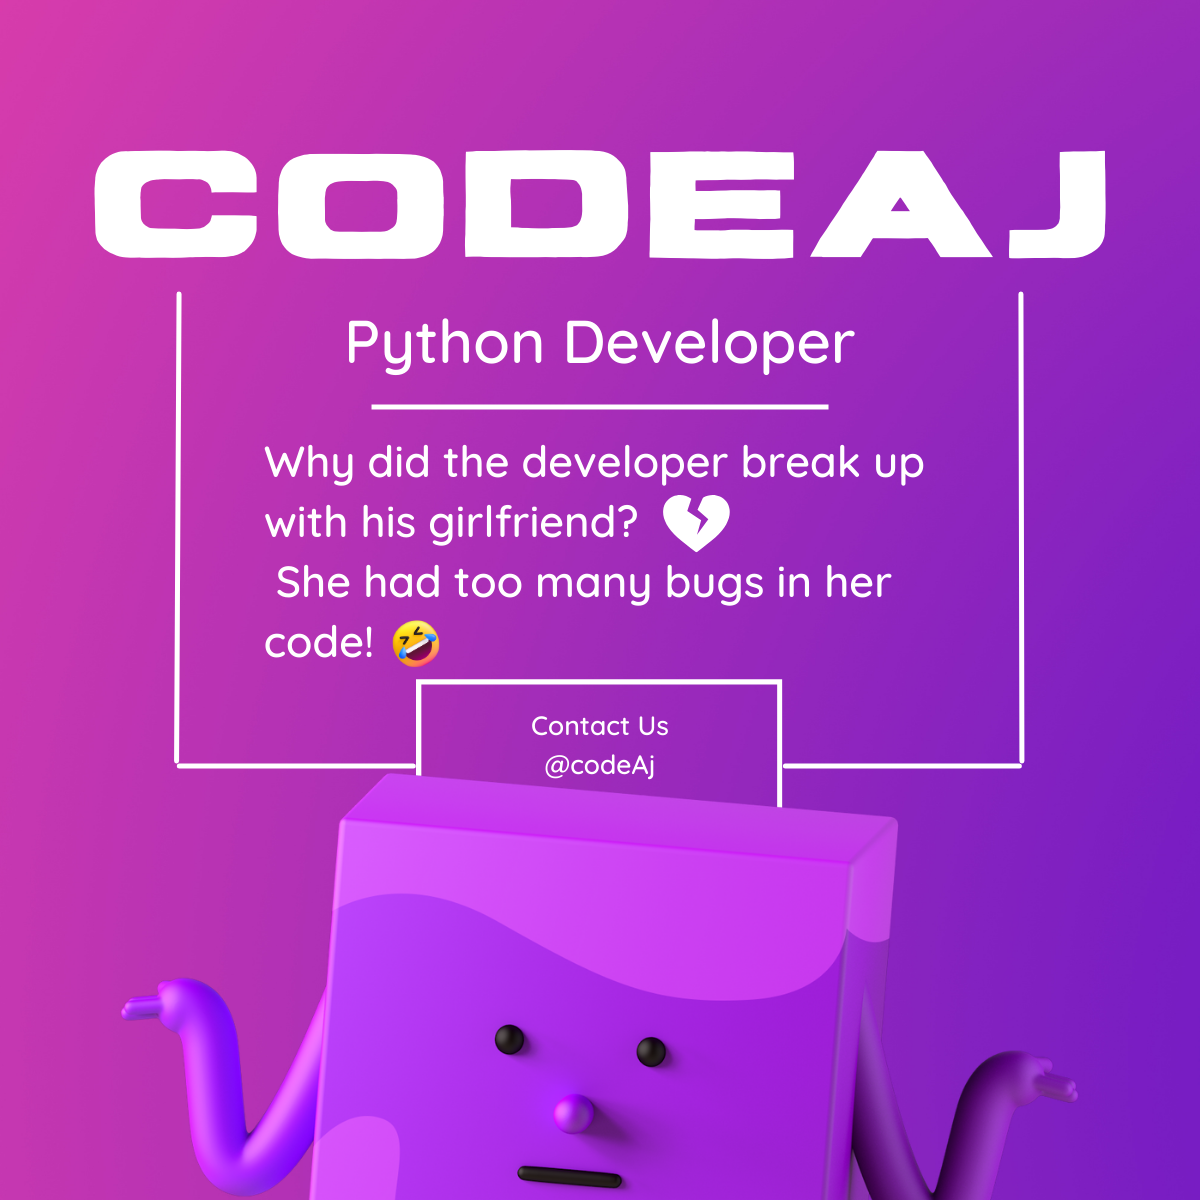 CODEAJ
Python Developer
Why did the developer break up
with his girlfriend? 💔
She had too many bugs in her
code! 🤣
Contact Us
@codeAj